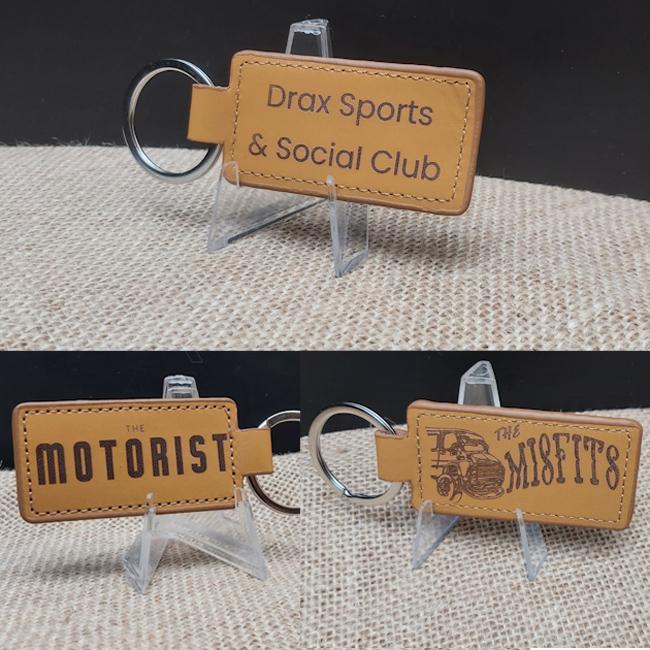 Drax Sports
& Social Club
THE
MOTORIST
THE
MISFITS